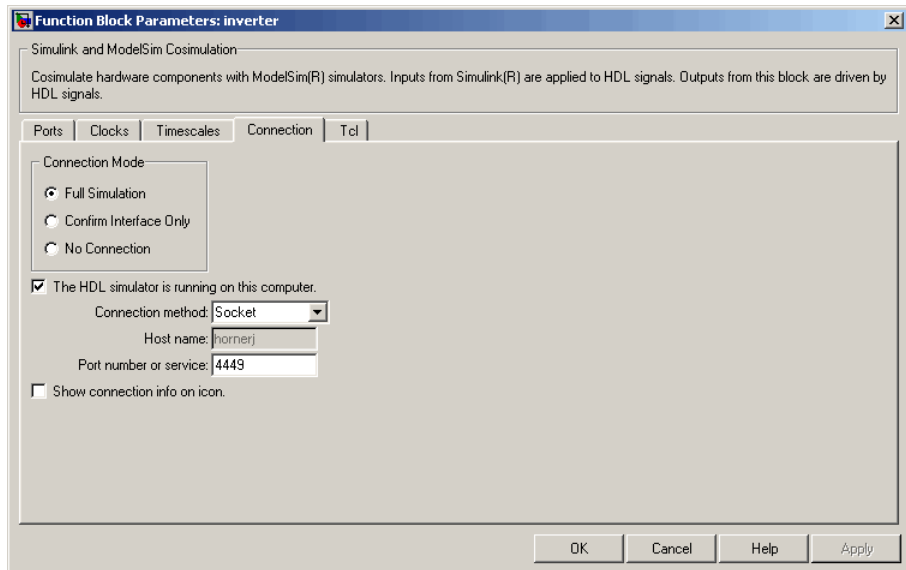 Function Block Parameters: inverter
Simulink and ModelSim Cosimulation
Cosimulate hardware components with ModelSim(R) simulators. Inputs from Simulink(R) are applied to HDL signals. Outputs from this block are driven by
HDL signals.
Ports Clocks Timescales Connection Tcl
Connection Mode
Full Simulation
Confirm Interface Only
No Connection
The HDL simulator is running on this computer.
Connection method: Socket
Host name: hornerj
Port number or service: 4449
Show connection info on icon.
OK Cancel Help Apply